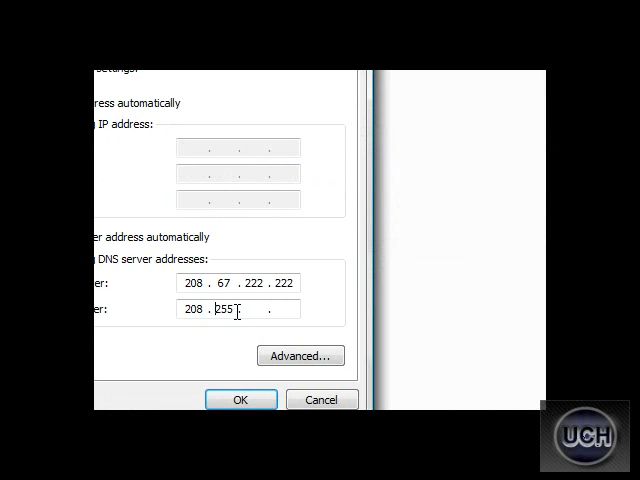 ress automatically
g IP address:
. . .
. . .
. . .
er address automatically
g DNS server addresses:
er: 208 . 67 . 222 . 222
er: 208 . 255 . .
Advanced...
OK Cancel
UCH